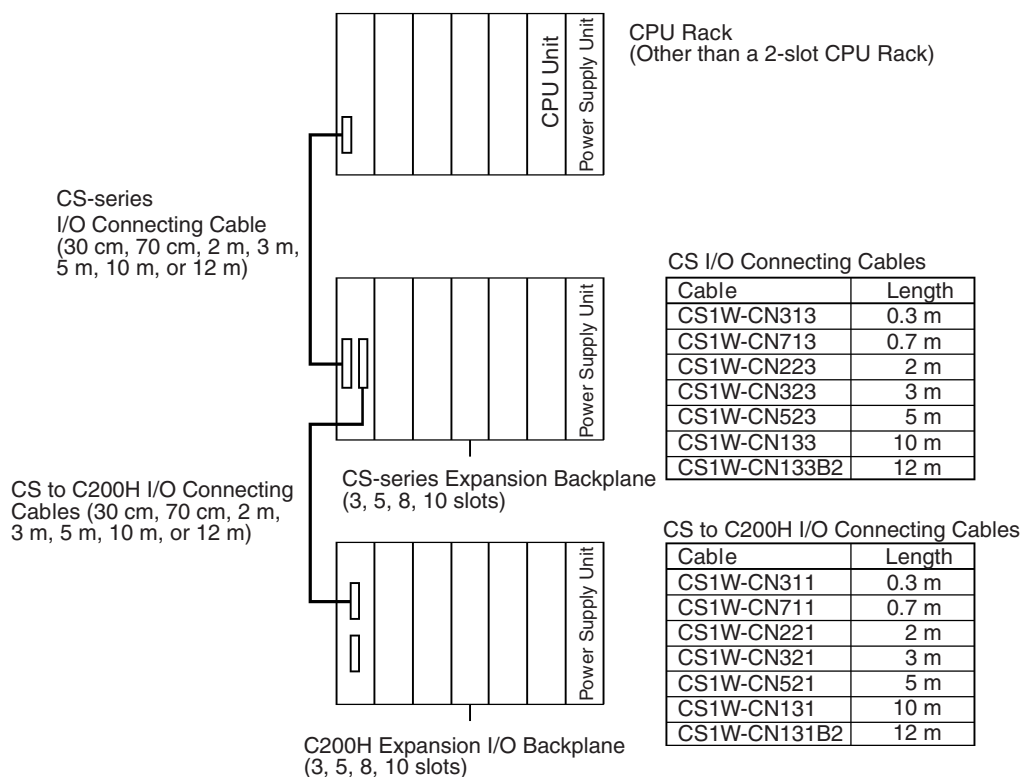 CPU Rack
(Other than a 2-slot CPU Rack)
CPU Unit
Power Supply Unit
CS-series
I/O Connecting Cable
(30 cm, 70 cm, 2 m, 3 m,
5 m, 10 m, or 12 m)
Power Supply Unit
CS I/O Connecting Cables
Cable Length
CS1W-CN313 0.3 m
CS1W-CN713 0.7 m
CS1W-CN223 2 m
CS1W-CN323 3 m
CS1W-CN523 5 m
CS1W-CN133 10 m
CS1W-CN133B2 12 m
CS-series Expansion Backplane
(3, 5, 8, 10 slots)
CS to C200H I/O Connecting
Cables (30 cm, 70 cm, 2 m,
3 m, 5 m, 10 m, or 12 m)
Power Supply Unit
CS to C200H I/O Connecting Cables
Cable Length
CS1W-CN311 0.3 m
CS1W-CN711 0.7 m
CS1W-CN221 2 m
CS1W-CN321 3 m
CS1W-CN521 5 m
CS1W-CN131 10 m
CS1W-CN131B2 12 m
C200H Expansion I/O Backplane
(3, 5, 8, 10 slots)